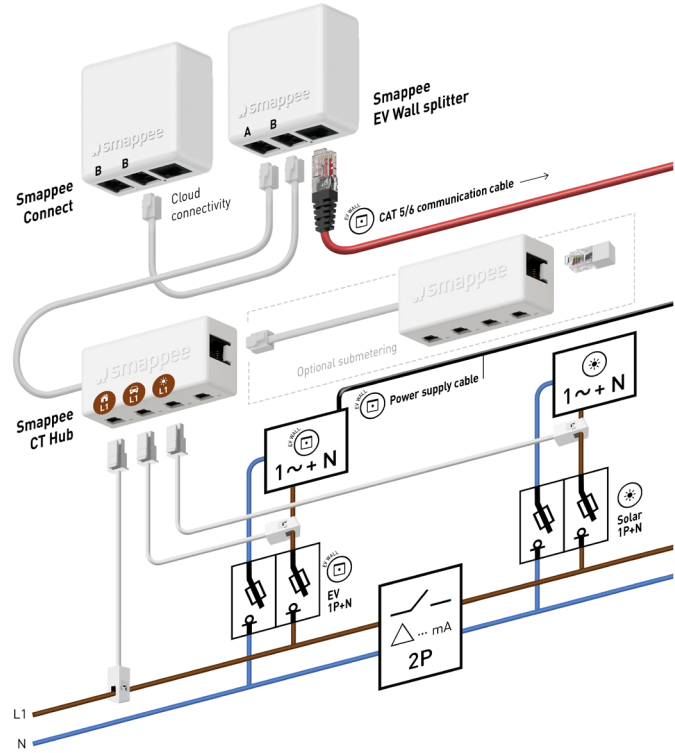 smappee
smappee
Smappee
EV Wall splitter
A B
B B
Smappee
Connect
Cloud
connectivity
EV WALL
CAT 5/6 communication cable
smappee
Optional submetering
smappee
L1
L1
L1
Smappee
CT Hub
EV WALL
Power supply cable
1~ + N
EV WALL
1~ + N
Solar
1P+N
EV WALL
EV
1P+N
... mA
2P
L1
N